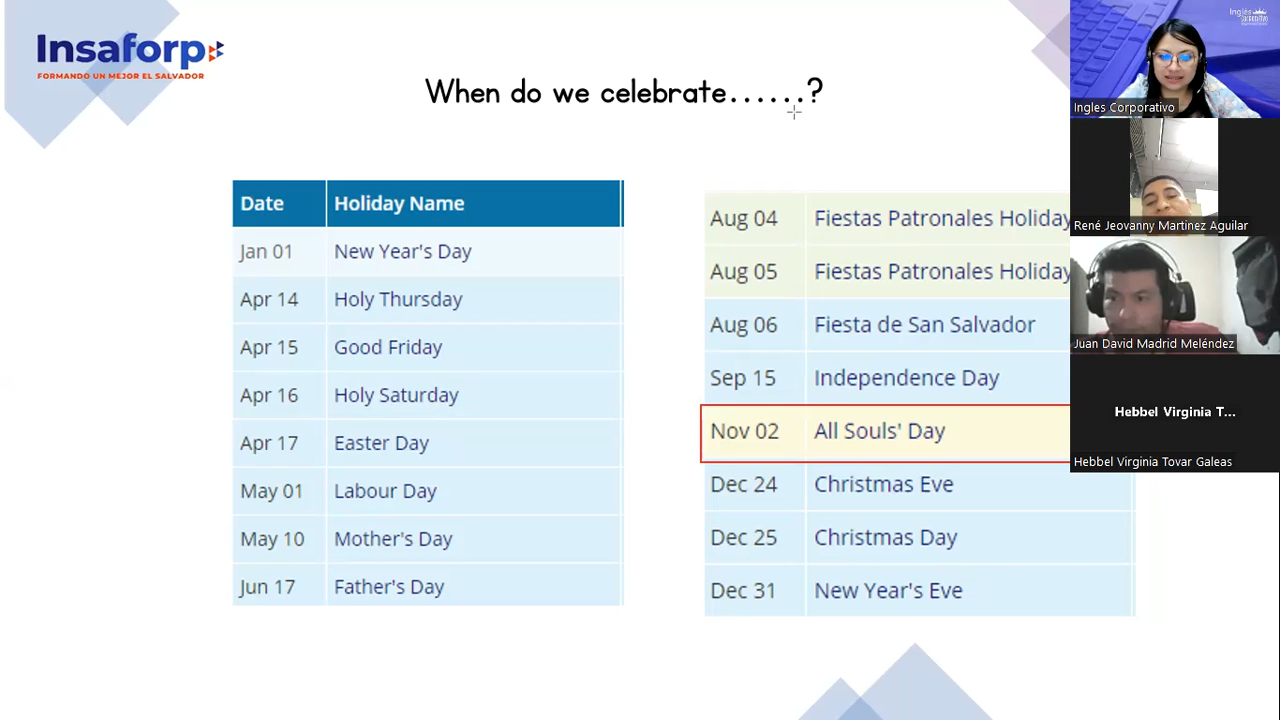 Insaforp
FORMANDO UN MEJOR EL SALVADOR
When do we celebrate......?
Date Holiday Name
Jan 01 New Year's Day
Apr 14 Holy Thursday
Apr 15 Good Friday
Apr 16 Holy Saturday
Apr 17 Easter Day
May 01 Labour Day
May 10 Mother's Day
Jun 17 Father's Day
Aug 04 Fiestas Patronales Holiday
Aug 05 Fiestas Patronales Holiday
Aug 06 Fiesta de San Salvador
Sep 15 Independence Day
Nov 02 All Souls' Day
Dec 24 Christmas Eve
Dec 25 Christmas Day
Dec 31 New Year's Eve
Inglés
Ingles Corporativo
René Jeovanny Martinez Aguilar
Juan David Madrid Meléndez
Hebbel Virginia T...
Hebbel Virginia Tovar Galeas